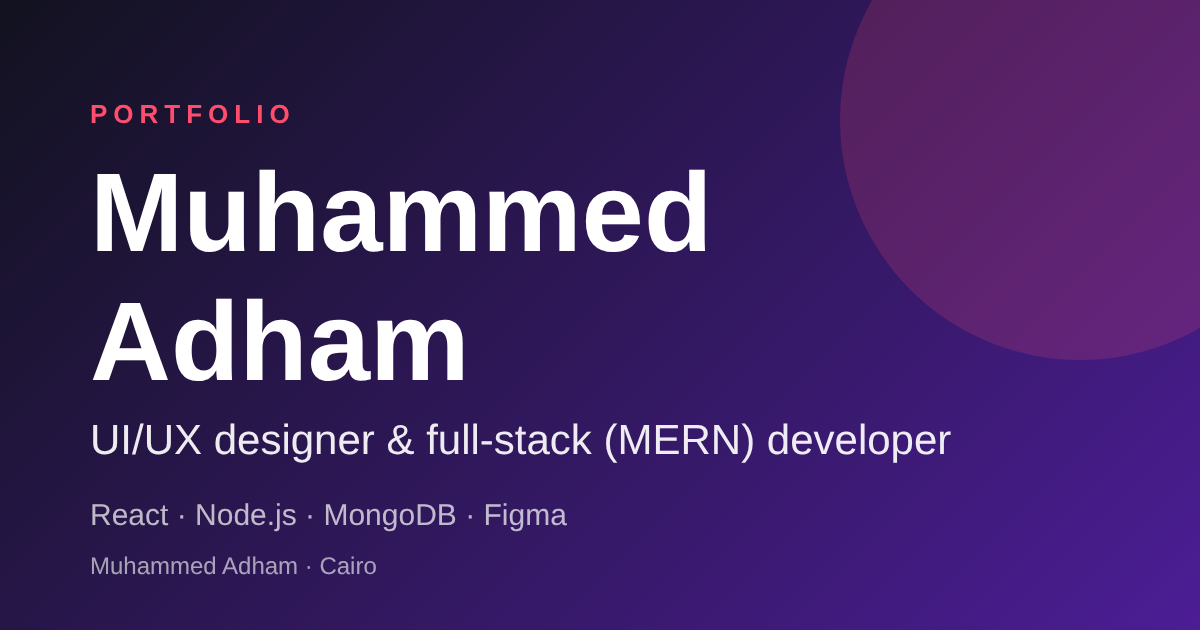 PORTFOLIO
Muhammed
Adham
UI/UX designer & full-stack (MERN) developer
React · Node.js · MongoDB · Figma
Muhammed Adham · Cairo